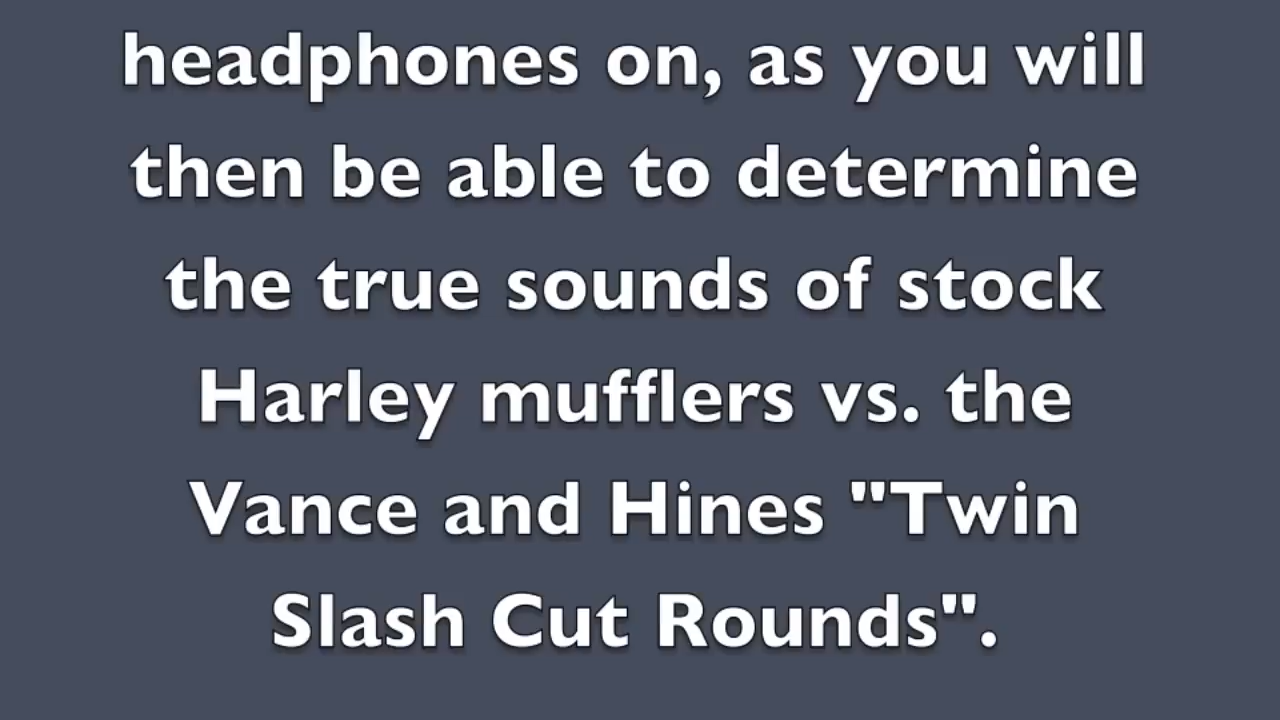 headphones on, as you will
then be able to determine
the true sounds of stock
Harley mufflers vs. the
Vance and Hines "Twin
Slash Cut Rounds".